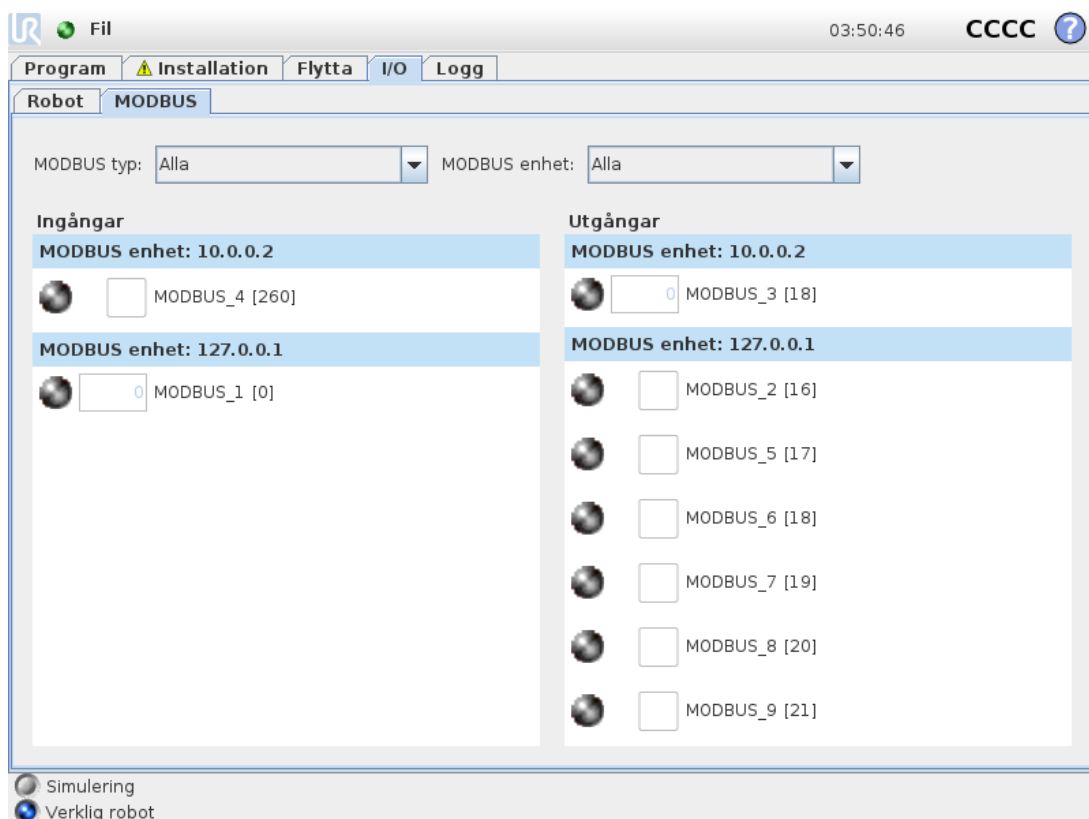 UR Fil 03:50:46 CCCC ?
Program Installation Flytta I/O Logg
Robot MODBUS
MODBUS typ: Alla MODBUS enhet: Alla
Ingångar
MODBUS enhet: 10.0.0.2
MODBUS_4 [260]
MODBUS enhet: 127.0.0.1
0 MODBUS_1 [0]
Utgångar
MODBUS enhet: 10.0.0.2
0 MODBUS_3 [18]
MODBUS enhet: 127.0.0.1
MODBUS_2 [16]
MODBUS_5 [17]
MODBUS_6 [18]
MODBUS_7 [19]
MODBUS_8 [20]
MODBUS_9 [21]
Simulering
Verklig robot